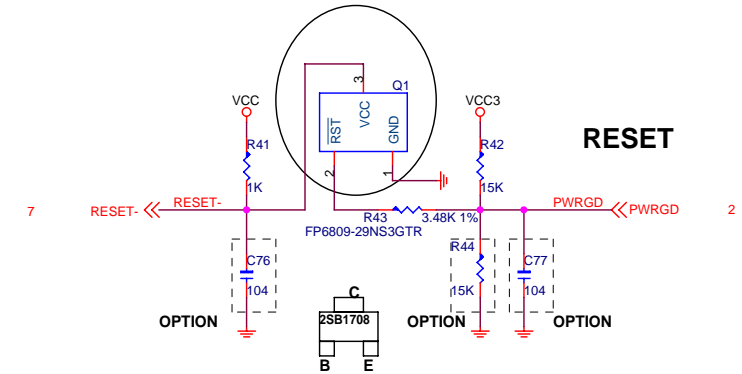 3
Q1
VCC
RST
GND
2
1
VCC
VCC3
RESET
R41
1K
R42
15K
7
RESET-
RESET-
R43
3.48K 1%
PWRGD
PWRGD
2
FP6809-29NS3GTR
R44
15K
C76
104
C77
104
OPTION
OPTION
OPTION
C
2SB1708
B
E